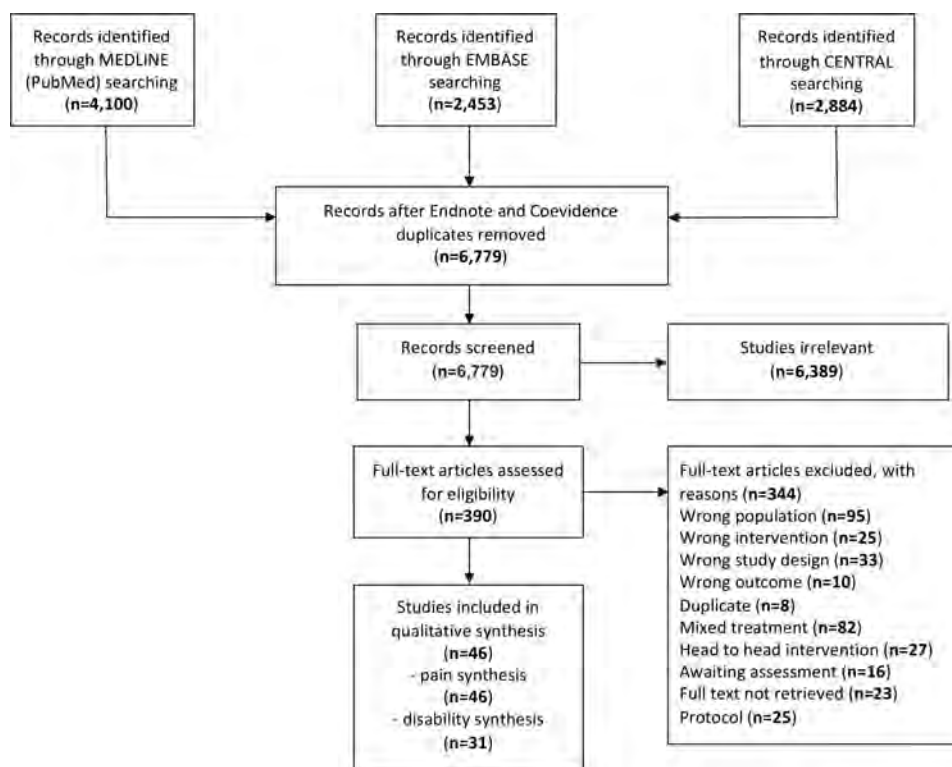 Records identified
through MEDLINE
(PubMed) searching
(n=4,100)
Records identified
through EMBASE
searching
(n=2,453)
Records identified
through CENTRAL
searching
(n=2,884)
Records after Endnote and Coevidence
duplicates removed
(n=6,779)
Records screened
(n=6,779)
Studies irrelevant
(n=6,389)
Full-text articles assessed
for eligibility
(n=390)
Full-text articles excluded, with
reasons (n=344)
Wrong population (n=95)
Wrong intervention (n=25)
Wrong study design (n=33)
Wrong outcome (n=10)
Duplicate (n=8)
Mixed treatment (n=82)
Head to head intervention (n=27)
Awaiting assessment (n=16)
Full text not retrieved (n=23)
Protocol (n=25)
Studies included in
qualitative synthesis
(n=46)
- pain synthesis
(n=46)
- disability synthesis
(n=31)